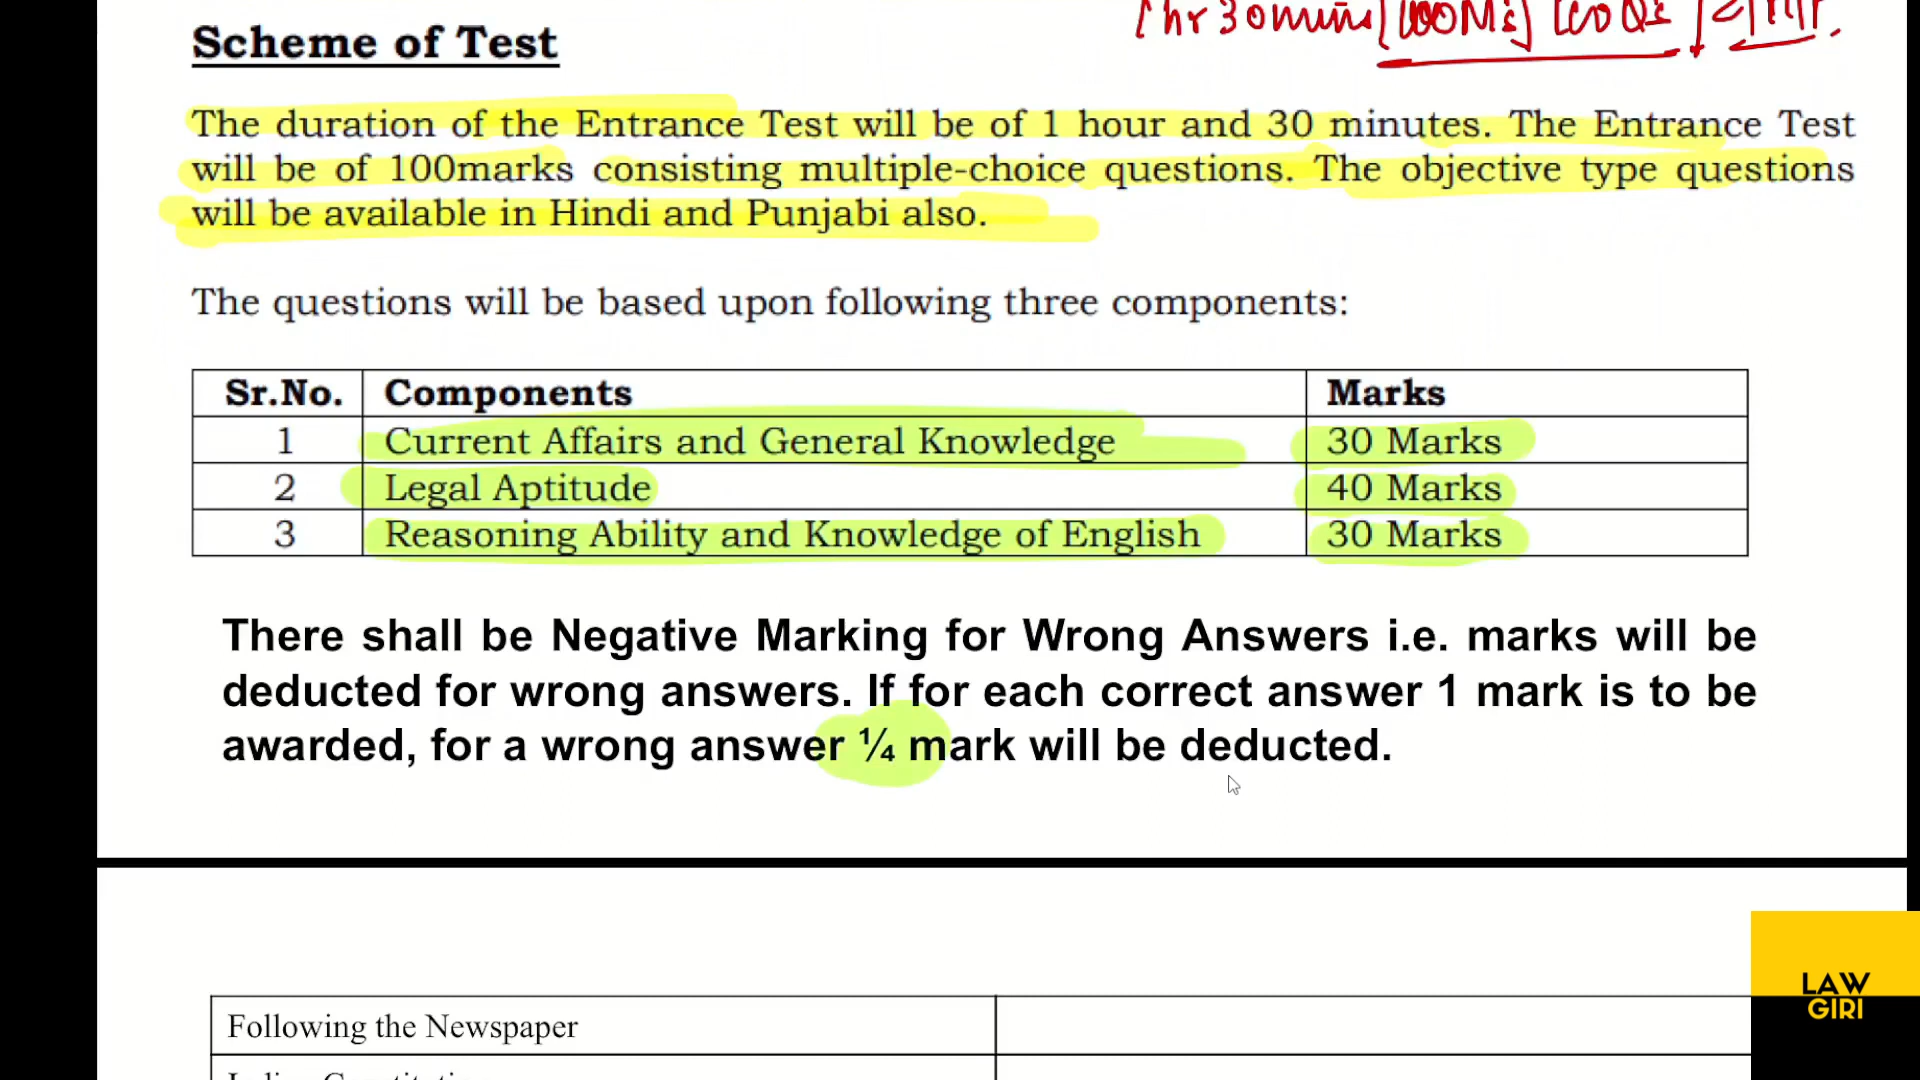 1 hr 30 mins [100 M's] 100 Q's
Scheme of Test
The duration of the Entrance Test will be of 1 hour and 30 minutes. The Entrance Test
will be of 100marks consisting multiple-choice questions. The objective type questions
will be available in Hindi and Punjabi also.
The questions will be based upon following three components:
Sr.No. Components Marks
1 Current Affairs and General Knowledge 30 Marks
2 Legal Aptitude 40 Marks
3 Reasoning Ability and Knowledge of English 30 Marks
There shall be Negative Marking for Wrong Answers i.e. marks will be
deducted for wrong answers. If for each correct answer 1 mark is to be
awarded, for a wrong answer ¼ mark will be deducted.
Following the Newspaper
LAW
GIRI